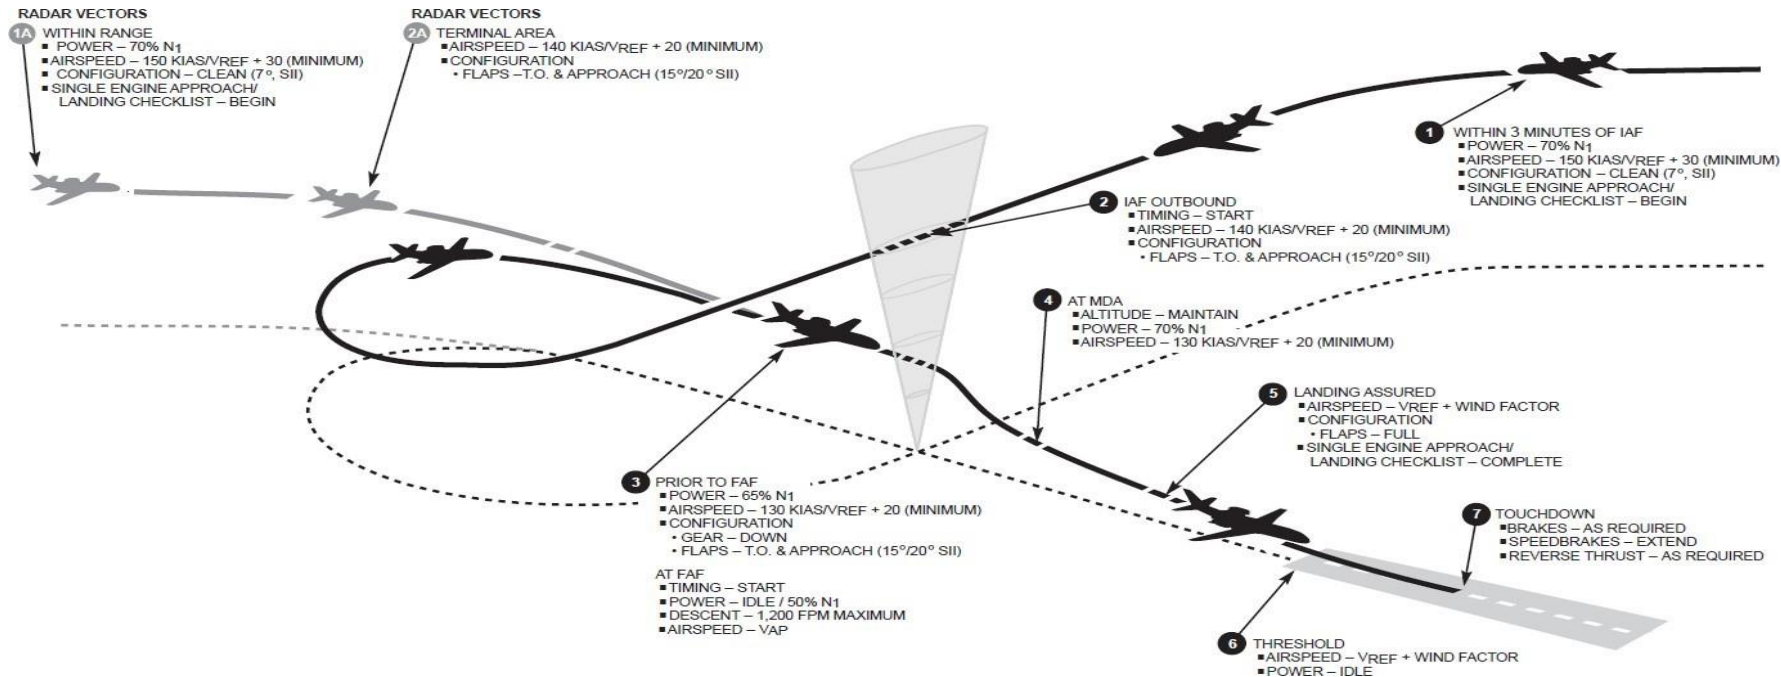 RADAR VECTORS
1A WITHIN RANGE
▪ POWER – 70% N1
▪ AIRSPEED – 150 KIAS/VREF + 30 (MINIMUM)
▪ CONFIGURATION – CLEAN (7º, SII)
▪ SINGLE ENGINE APPROACH/
LANDING CHECKLIST – BEGIN
RADAR VECTORS
2A TERMINAL AREA
▪ AIRSPEED – 140 KIAS/VREF + 20 (MINIMUM)
▪ CONFIGURATION
• FLAPS –T.O. & APPROACH (15º/20º SII)
1 WITHIN 3 MINUTES OF IAF
▪ POWER – 70% N1
▪ AIRSPEED – 150 KIAS/VREF + 30 (MINIMUM)
▪ CONFIGURATION – CLEAN (7º, SII)
▪ SINGLE ENGINE APPROACH/
LANDING CHECKLIST – BEGIN
2 IAF OUTBOUND
▪ TIMING – START
▪ AIRSPEED – 140 KIAS/VREF + 20 (MINIMUM)
▪ CONFIGURATION
• FLAPS – T.O. & APPROACH (15º/20º SII)
3 PRIOR TO FAF
▪ POWER – 65% N1
▪ AIRSPEED – 130 KIAS/VREF + 20 (MINIMUM)
▪ CONFIGURATION
• GEAR – DOWN
• FLAPS – T.O. & APPROACH (15º/20º SII)
AT FAF
▪ TIMING – START
▪ POWER – IDLE / 50% N1
▪ DESCENT – 1,200 FPM MAXIMUM
▪ AIRSPEED – VAP
4 AT MDA
▪ ALTITUDE – MAINTAIN
▪ POWER – 70% N1
▪ AIRSPEED – 130 KIAS/VREF + 20 (MINIMUM)
5 LANDING ASSURED
▪ AIRSPEED – VREF + WIND FACTOR
▪ CONFIGURATION
• FLAPS – FULL
▪ SINGLE ENGINE APPROACH/
LANDING CHECKLIST – COMPLETE
6 THRESHOLD
▪ AIRSPEED – VREF + WIND FACTOR
▪ POWER – IDLE
7 TOUCHDOWN
▪ BRAKES – AS REQUIRED
▪ SPEEDBRAKES – EXTEND
▪ REVERSE THRUST – AS REQUIRED